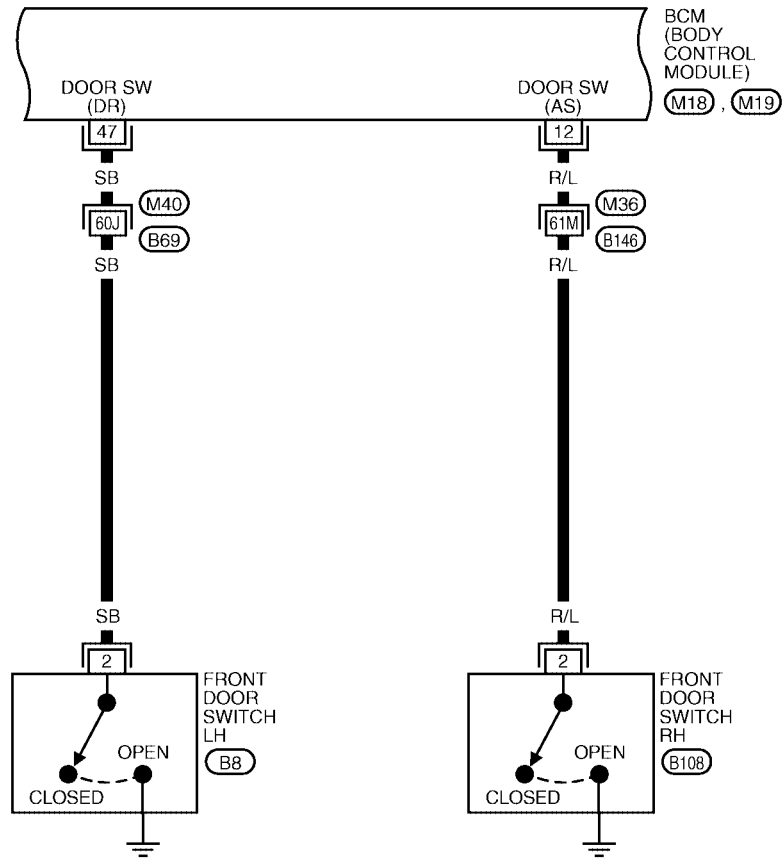 BCM
(BODY
CONTROL
MODULE)
M18 , M19
DOOR SW
(DR)
47
DOOR SW
(AS)
12
SB
R/L
M40
60J
B69
M36
61M
B146
SB
R/L
SB
R/L
2
2
FRONT
DOOR
SWITCH
LH
B8
OPEN
CLOSED
FRONT
DOOR
SWITCH
RH
B108
OPEN
CLOSED